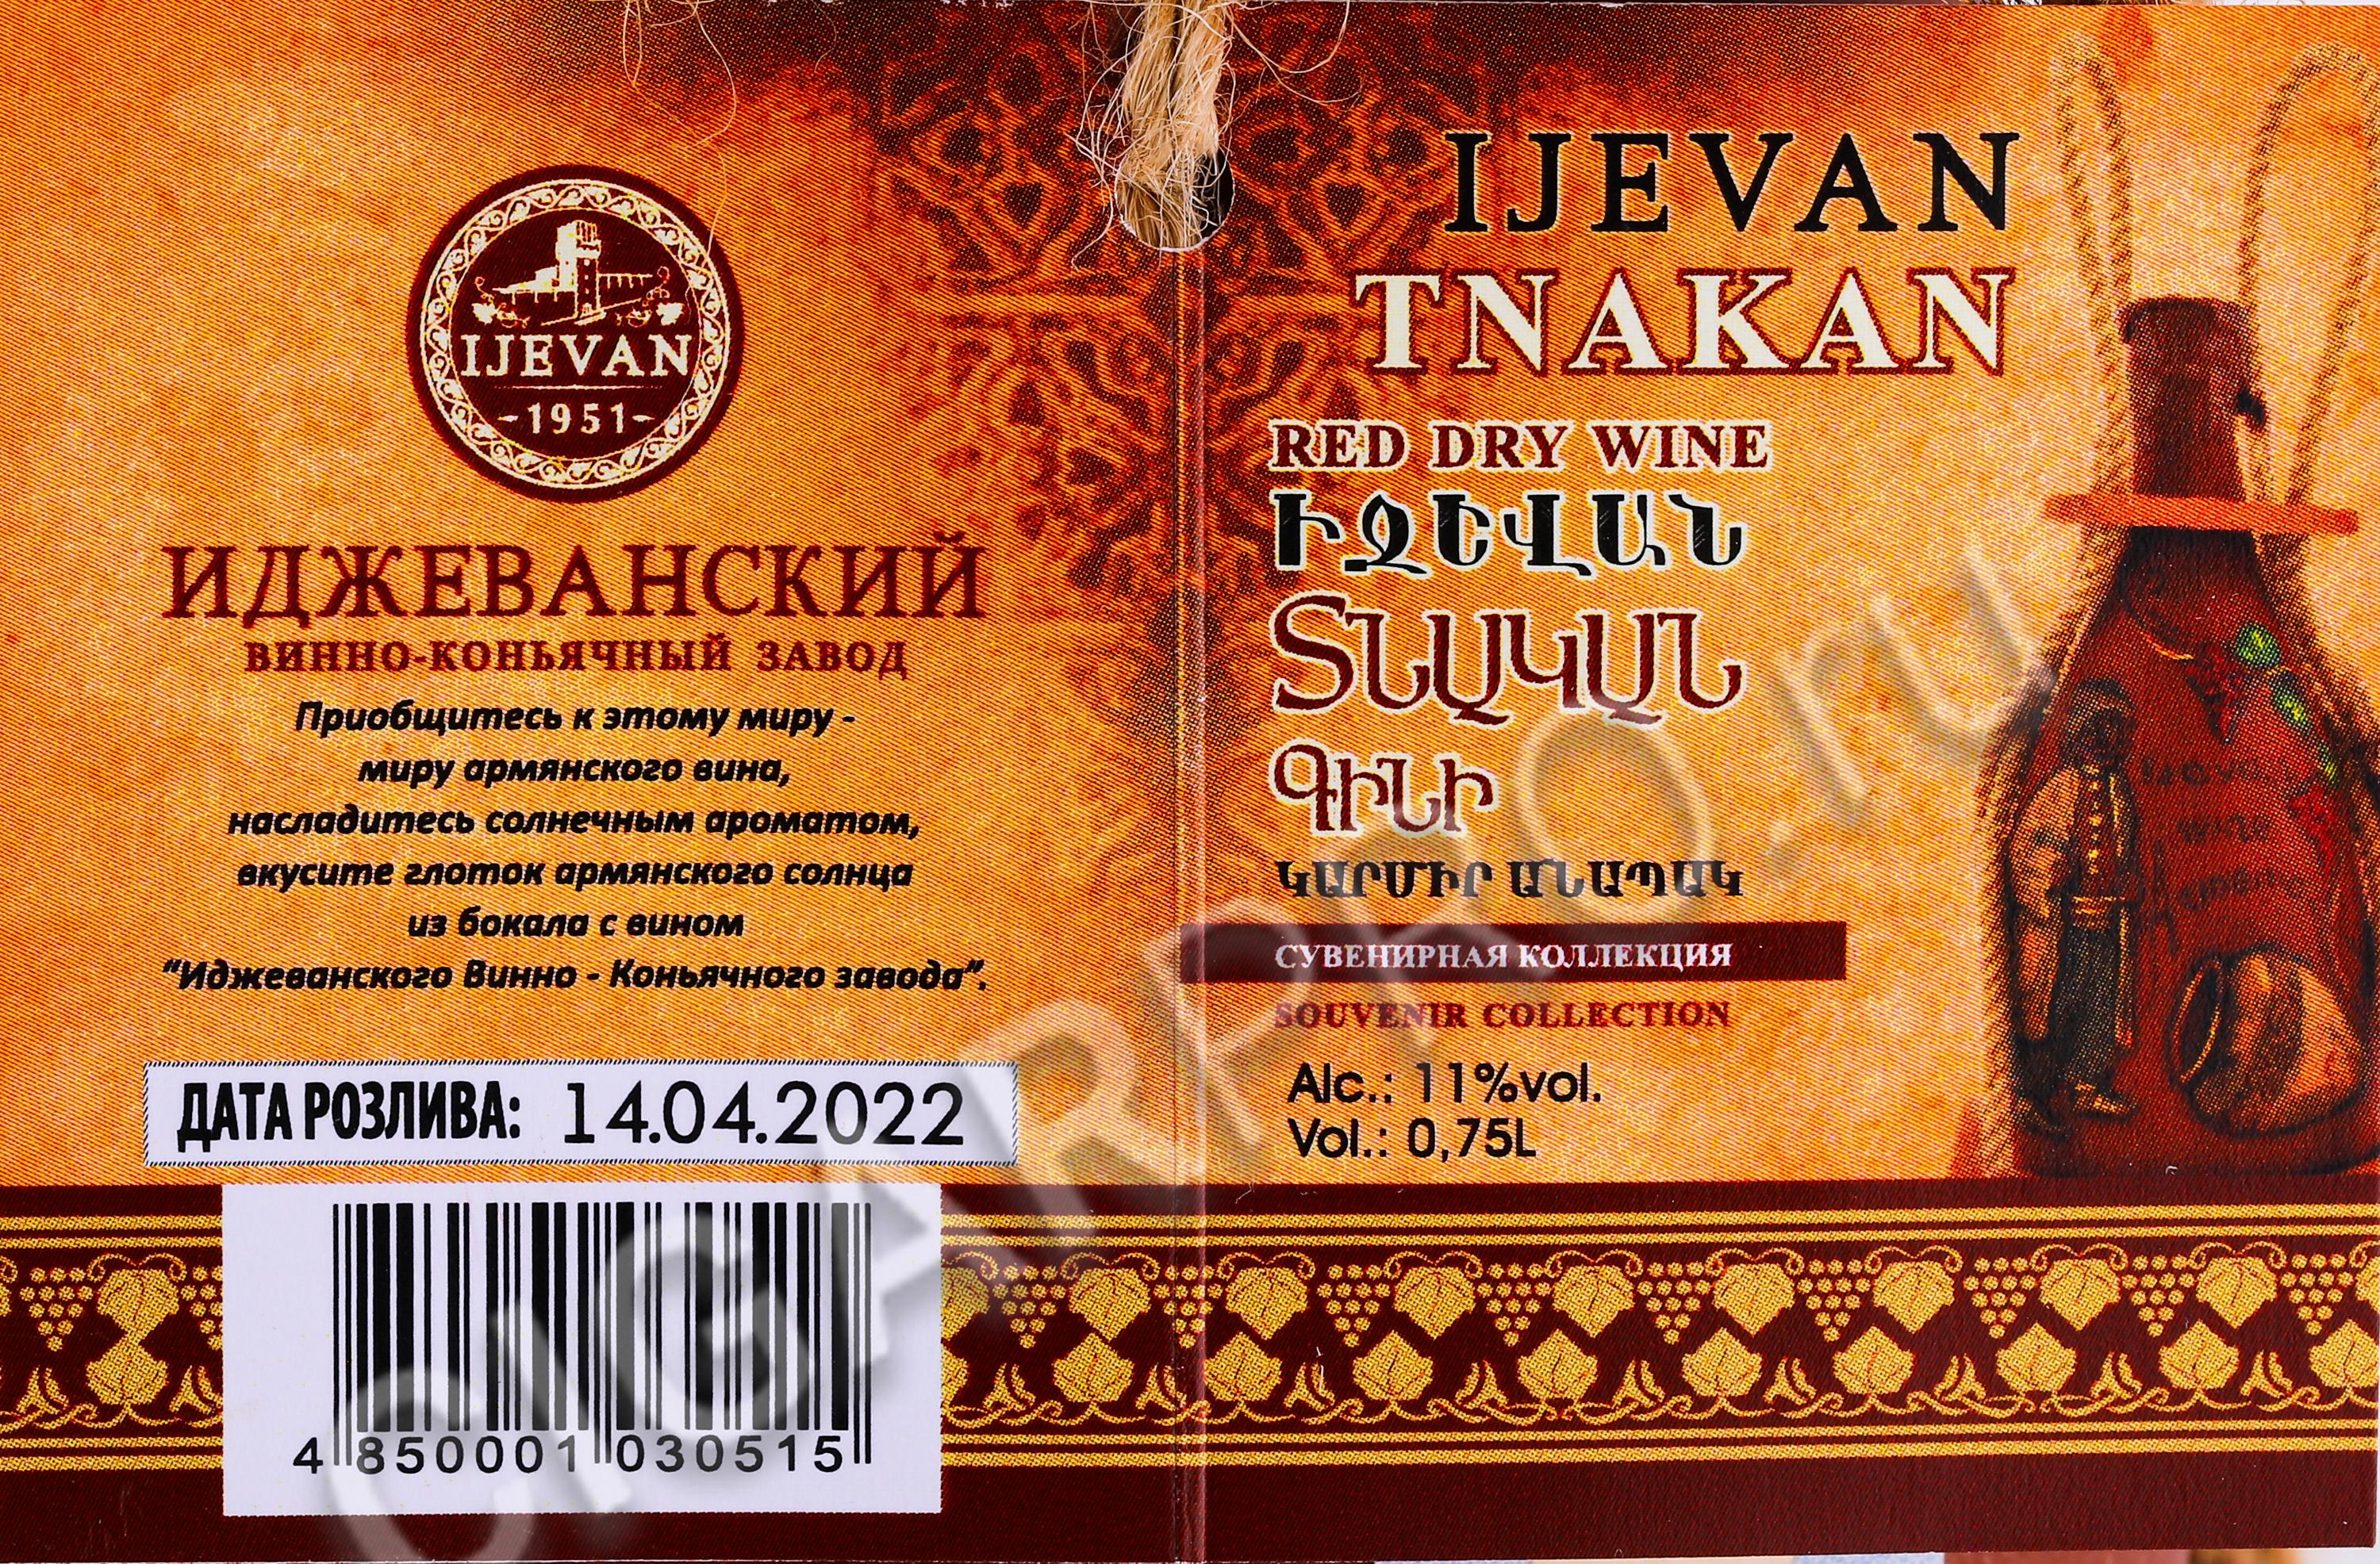 IJEVAN
-1951-
ИДЖЕВАНСКИЙ
ВИННО-КОНЬЯЧНЫЙ ЗАВОД
Приобщитесь к этому миру -
миру армянского вина,
насладитесь солнечным ароматом,
вкусите глоток армянского солнца
из бокала с вином
“Иджеванского Винно - Коньячного завода”.
ДАТА РОЗЛИВА: 14.04.2022
4 850001 030515
IJEVAN
TNAKAN
RED DRY WINE
ԻՋԵՎԱՆ
ՏՆԱԿԱՆ
ԳԻՆԻ
ԿԱՐՄԻՐ ԱՆԱՊԱԿ
СУВЕНИРНАЯ КОЛЛЕКЦИЯ
SOUVENIR COLLECTION
Alc.: 11%vol.
Vol.: 0,75L
CIGARPRO.ru